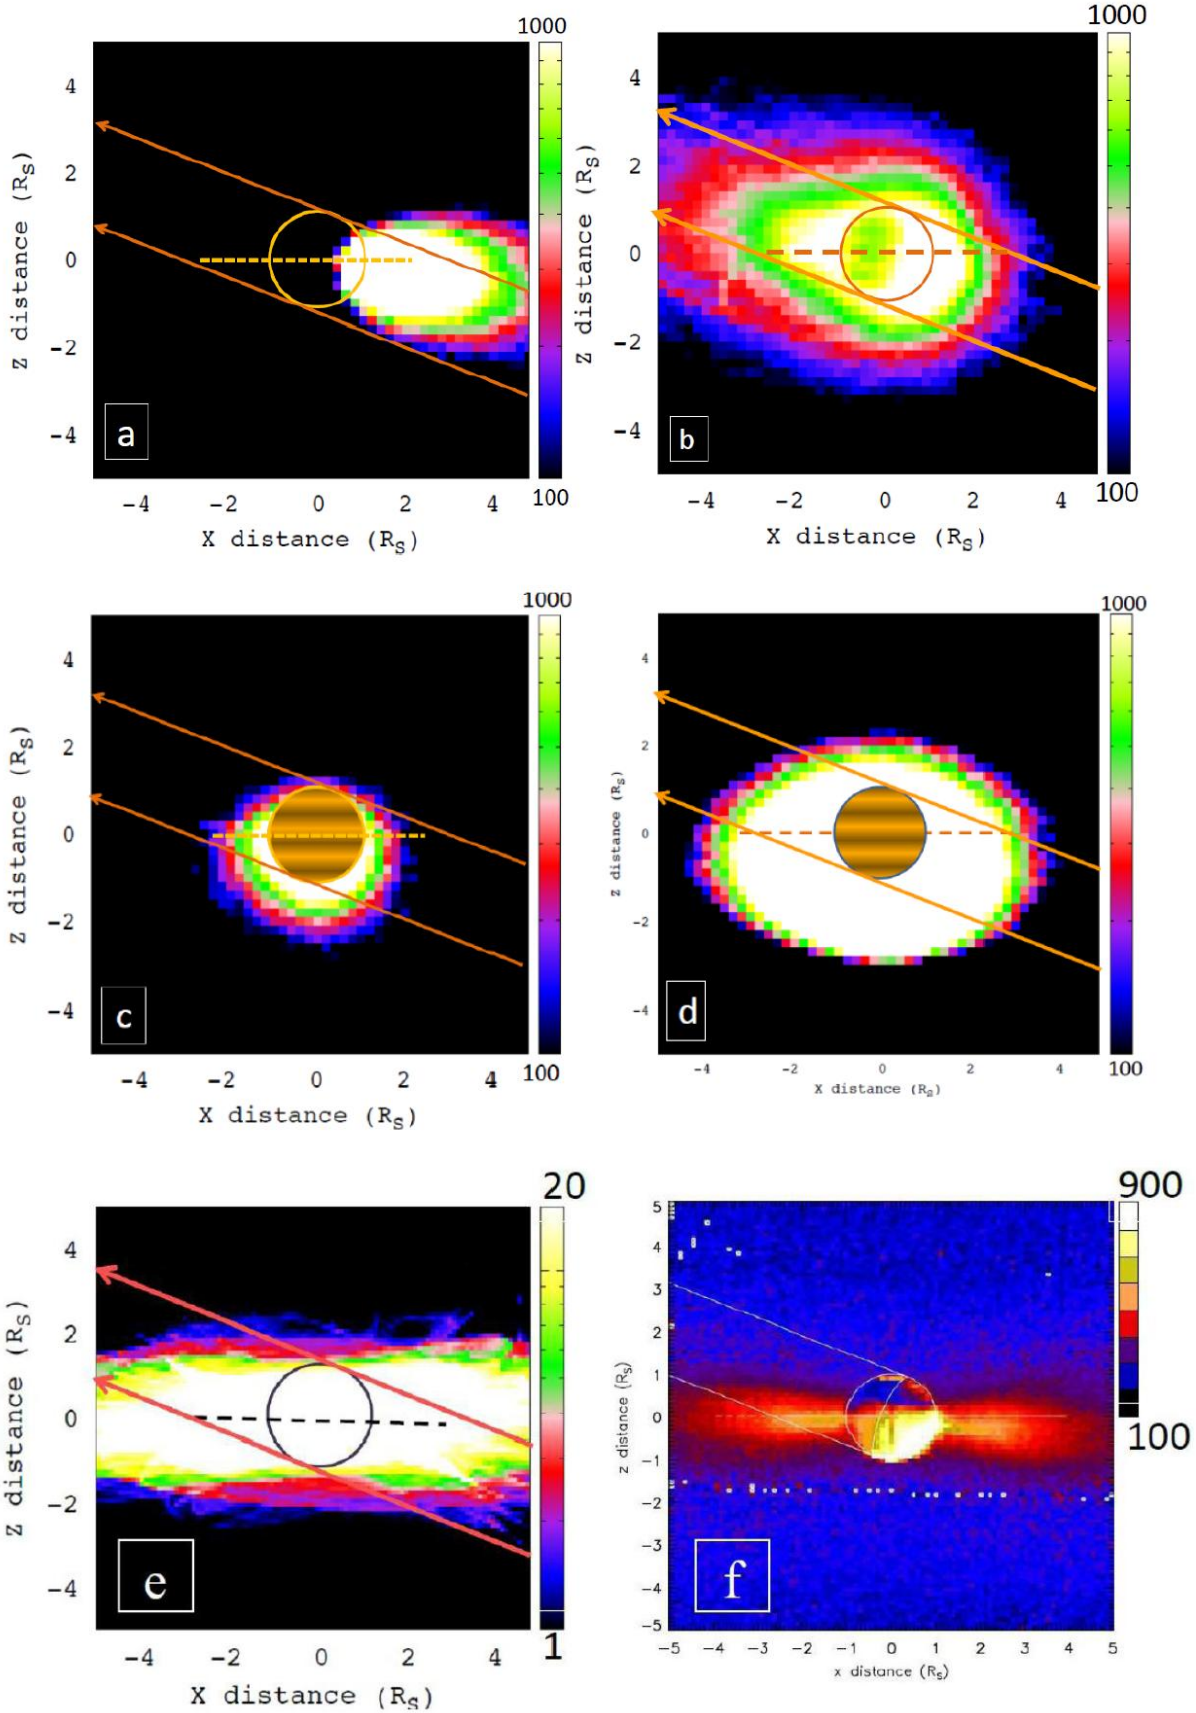 1000
4
2
0
-2
-4
Z distance (RS)
a
100
-4 -2 0 2 4
X distance (RS)
1000
4
2
0
-2
-4
Z distance (RS)
b
100
-4 -2 0 2 4
X distance (RS)
1000
4
2
0
-2
-4
Z distance (RS)
c
100
-4 -2 0 2 4
X distance (RS)
1000
4
2
0
-2
-4
Z distance (RS)
d
100
-4 -2 0 2 4
X distance (RS)
20
4
2
0
-2
-4
Z distance (RS)
e
1
-4 -2 0 2 4
X distance (RS)
900
5
4
3
2
1
0
-1
-2
-3
-4
-5
z distance (RS)
f
100
-5 -4 -3 -2 -1 0 1 2 3 4 5
x distance (RS)